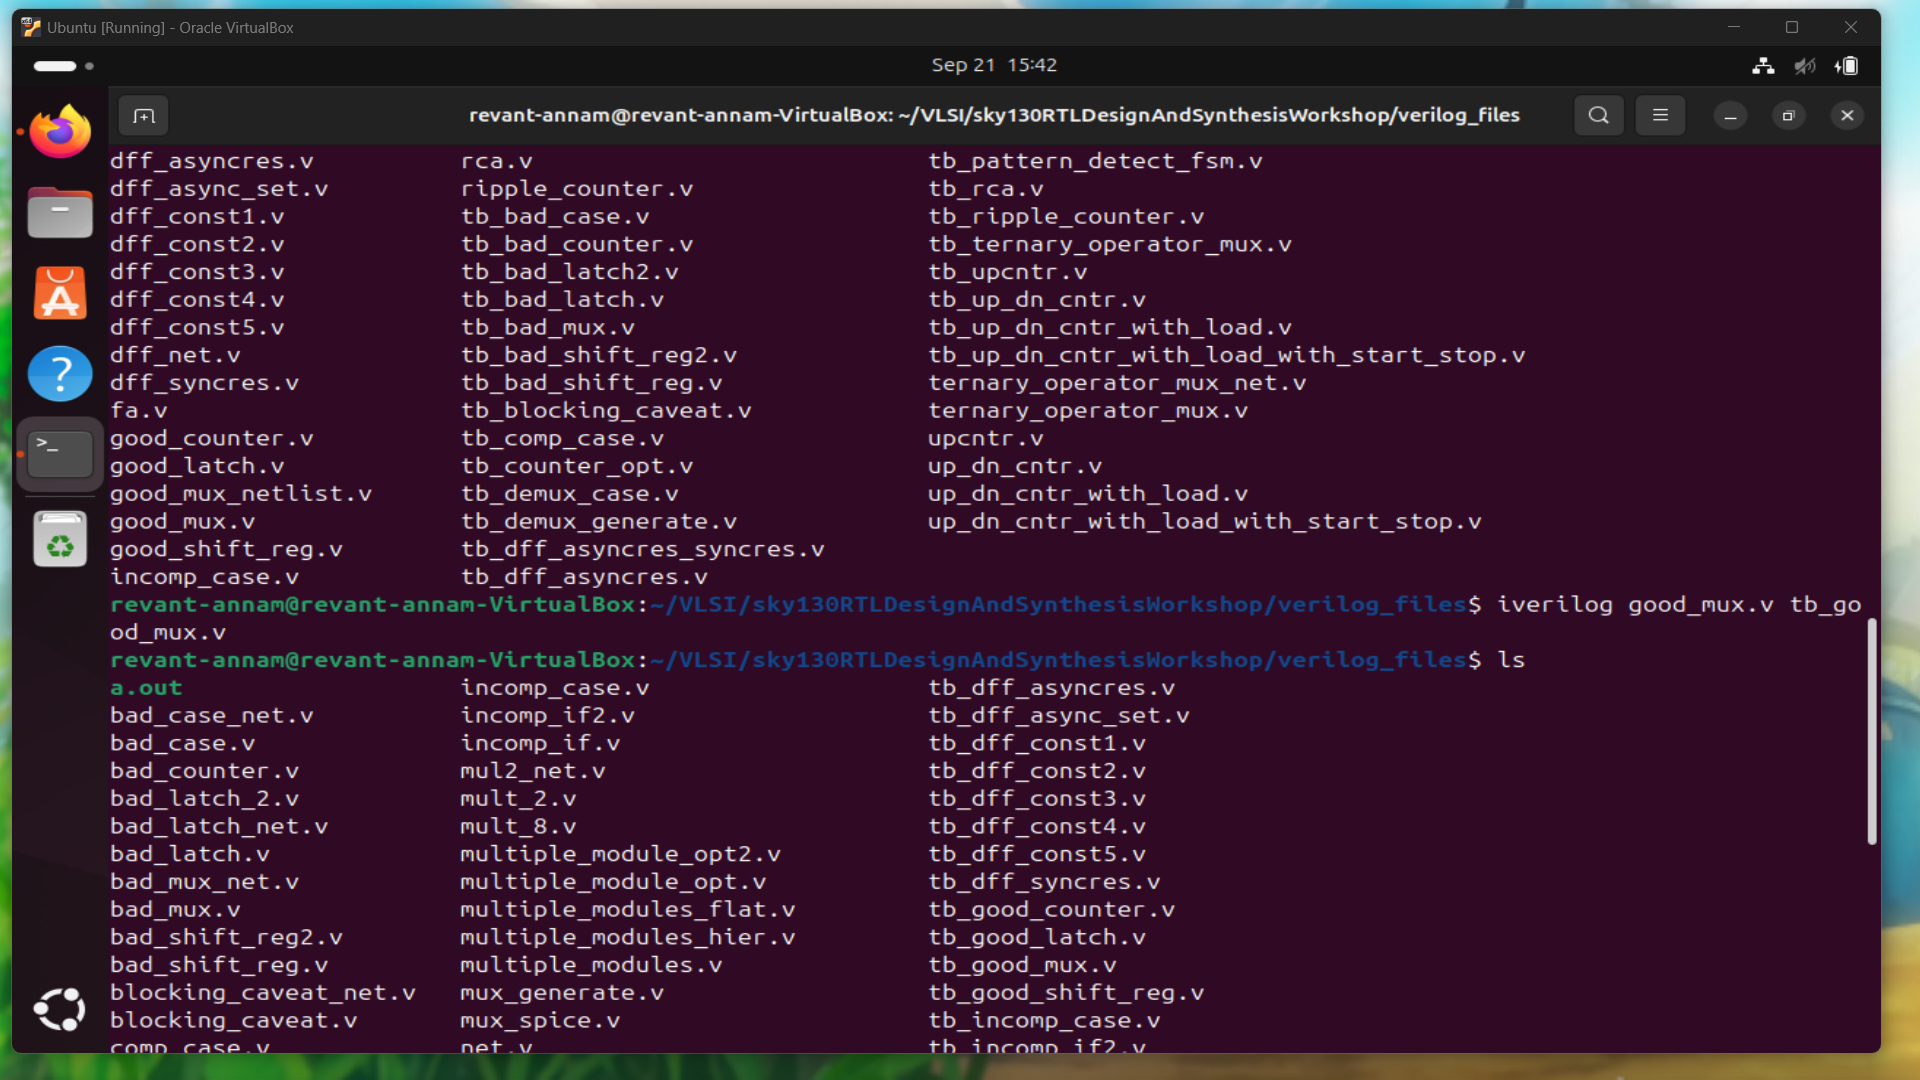 Ubuntu [Running] - Oracle VirtualBox
Sep 21 15:42
revant-annam@revant-annam-VirtualBox: ~/VLSI/sky130RTLDesignAndSynthesisWorkshop/verilog_files
dff_asyncres.v rca.v tb_pattern_detect_fsm.v
dff_async_set.v ripple_counter.v tb_rca.v
dff_const1.v tb_bad_case.v tb_ripple_counter.v
dff_const2.v tb_bad_counter.v tb_ternary_operator_mux.v
dff_const3.v tb_bad_latch2.v tb_upcntr.v
dff_const4.v tb_bad_latch.v tb_up_dn_cntr.v
dff_const5.v tb_bad_mux.v tb_up_dn_cntr_with_load.v
dff_net.v tb_bad_shift_reg2.v tb_up_dn_cntr_with_load_with_start_stop.v
dff_syncres.v tb_bad_shift_reg.v ternary_operator_mux_net.v
fa.v tb_blocking_caveat.v ternary_operator_mux.v
good_counter.v tb_comp_case.v upcntr.v
good_latch.v tb_counter_opt.v up_dn_cntr.v
good_mux_netlist.v tb_demux_case.v up_dn_cntr_with_load.v
good_mux.v tb_demux_generate.v up_dn_cntr_with_load_with_start_stop.v
good_shift_reg.v tb_dff_asyncres_syncres.v
incomp_case.v tb_dff_asyncres.v
revant-annam@revant-annam-VirtualBox:~/VLSI/sky130RTLDesignAndSynthesisWorkshop/verilog_files$ iverilog good_mux.v tb_go
od_mux.v
revant-annam@revant-annam-VirtualBox:~/VLSI/sky130RTLDesignAndSynthesisWorkshop/verilog_files$ ls
a.out incomp_case.v tb_dff_asyncres.v
bad_case_net.v incomp_if2.v tb_dff_async_set.v
bad_case.v incomp_if.v tb_dff_const1.v
bad_counter.v mul2_net.v tb_dff_const2.v
bad_latch_2.v mult_2.v tb_dff_const3.v
bad_latch_net.v mult_8.v tb_dff_const4.v
bad_latch.v multiple_module_opt2.v tb_dff_const5.v
bad_mux_net.v multiple_module_opt.v tb_dff_syncres.v
bad_mux.v multiple_modules_flat.v tb_good_counter.v
bad_shift_reg2.v multiple_modules_hier.v tb_good_latch.v
bad_shift_reg.v multiple_modules.v tb_good_mux.v
blocking_caveat_net.v mux_generate.v tb_good_shift_reg.v
blocking_caveat.v mux_spice.v tb_incomp_case.v
comp_case.v net.v tb_incomp_if2.v